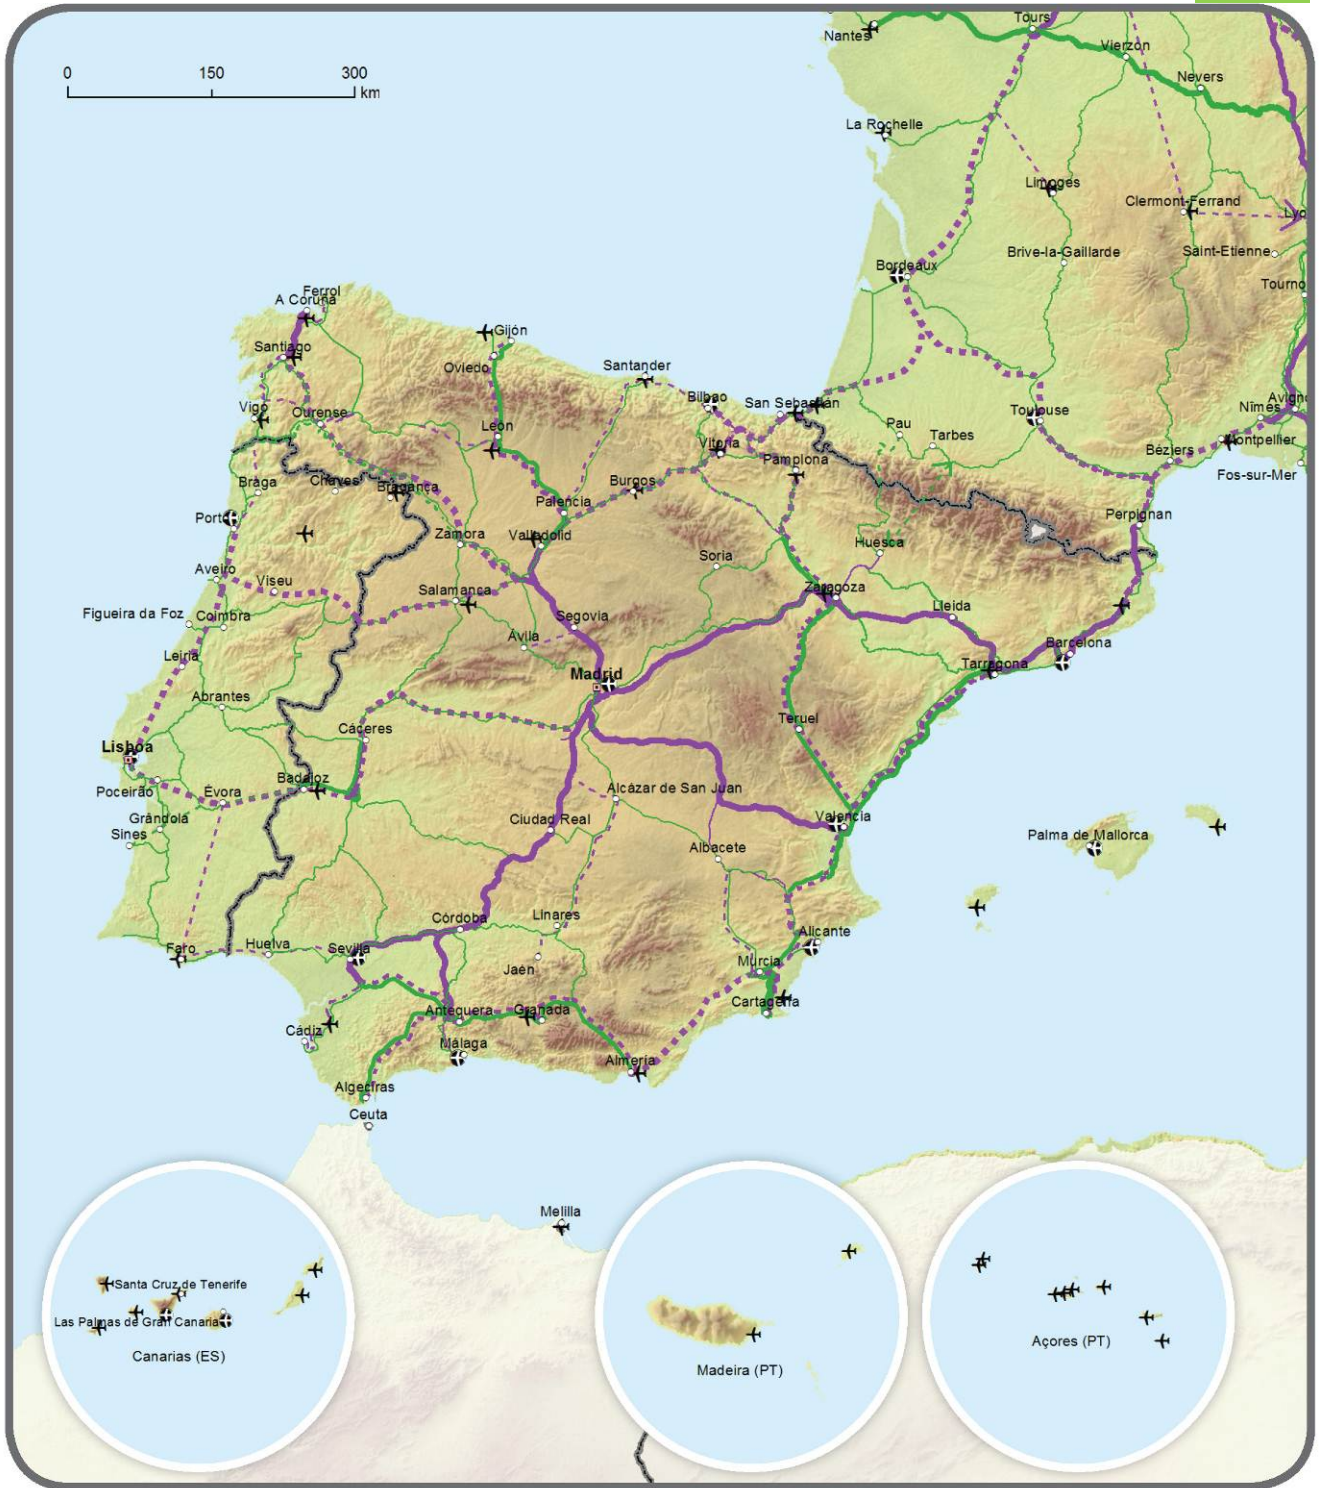 Tours
Nantes
Vierzon
Nevers
0 150 300
km
La Rochelle
Limoges
Clermont-Ferrand
Lyo
Bordeaux
Brive-la-Gaillarde
Saint-Etienne
Tourno
Ferrol
A Coruña
Gijón
Santiago
Oviedo
Santander
Bilbao
San Sebastián
Vigo
Ourense
León
Vitoria
Pau
Toulouse
Nîmes
Avigno
Tarbes
Montpellier
Béziers
Pamplona
Fos-sur-Mer
Braga
Chaves
Bragança
Burgos
Palencia
Perpignan
Porto
Zamora
Valladolid
Huesca
Soria
Aveiro
Viseu
Salamanca
Zaragoza
Lleida
Figueira da Foz
Coimbra
Segovia
Ávila
Barcelona
Leiria
Tarragona
Madrid
Abrantes
Teruel
Cáceres
Lisboa
Badajoz
Poceirão
Évora
Alcázar de San Juan
Grândola
Ciudad Real
Valencia
Sines
Palma de Mallorca
Albacete
Córdoba
Linares
Alicante
Faro
Huelva
Sevilla
Murcia
Jaén
Cartagena
Antequera
Granada
Cádiz
Málaga
Almería
Algeciras
Ceuta
Melilla
Santa Cruz de Tenerife
Las Palmas de Gran Canaria
Canarias (ES)
Madeira (PT)
Açores (PT)